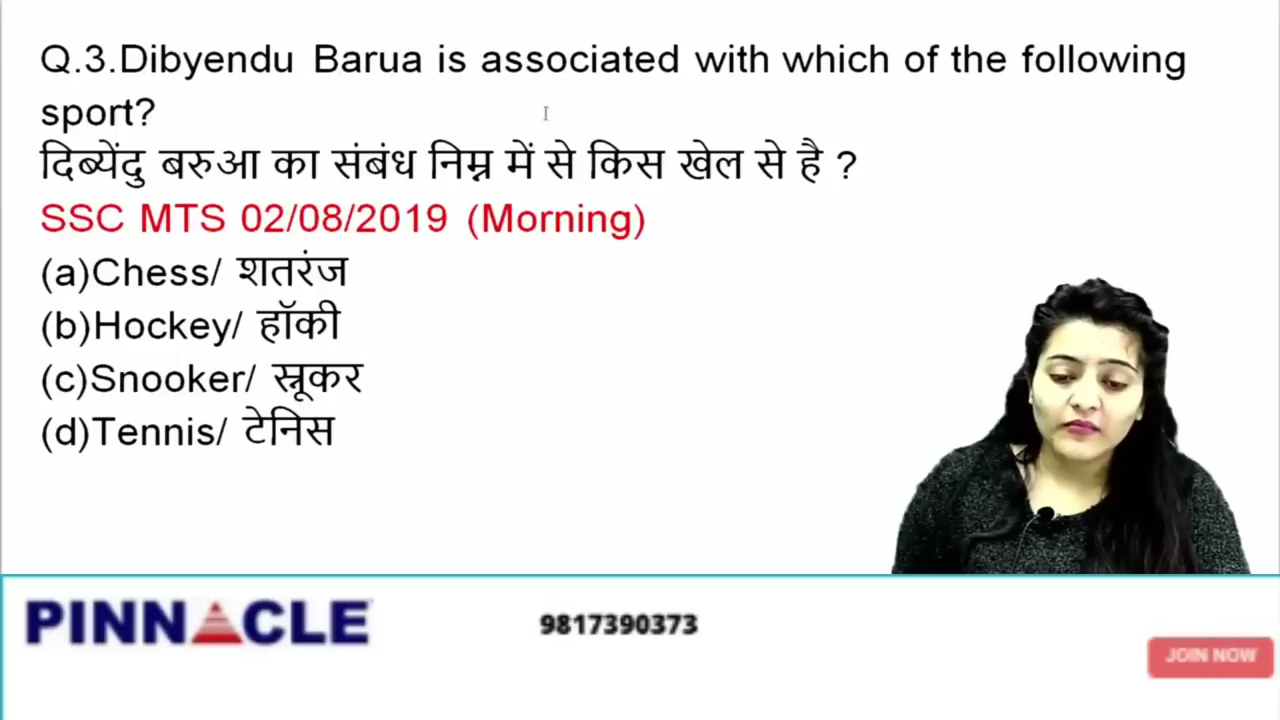 Q.3.Dibyendu Barua is associated with which of the following
sport?
दिब्येंदु बरुआ का संबंध निम्न में से किस खेल से है ?
SSC MTS 02/08/2019 (Morning)
(a)Chess/ शतरंज
(b)Hockey/ हॉकी
(c)Snooker/ स्नूकर
(d)Tennis/ टेनिस
PINNACLE
9817390373
JOIN NOW